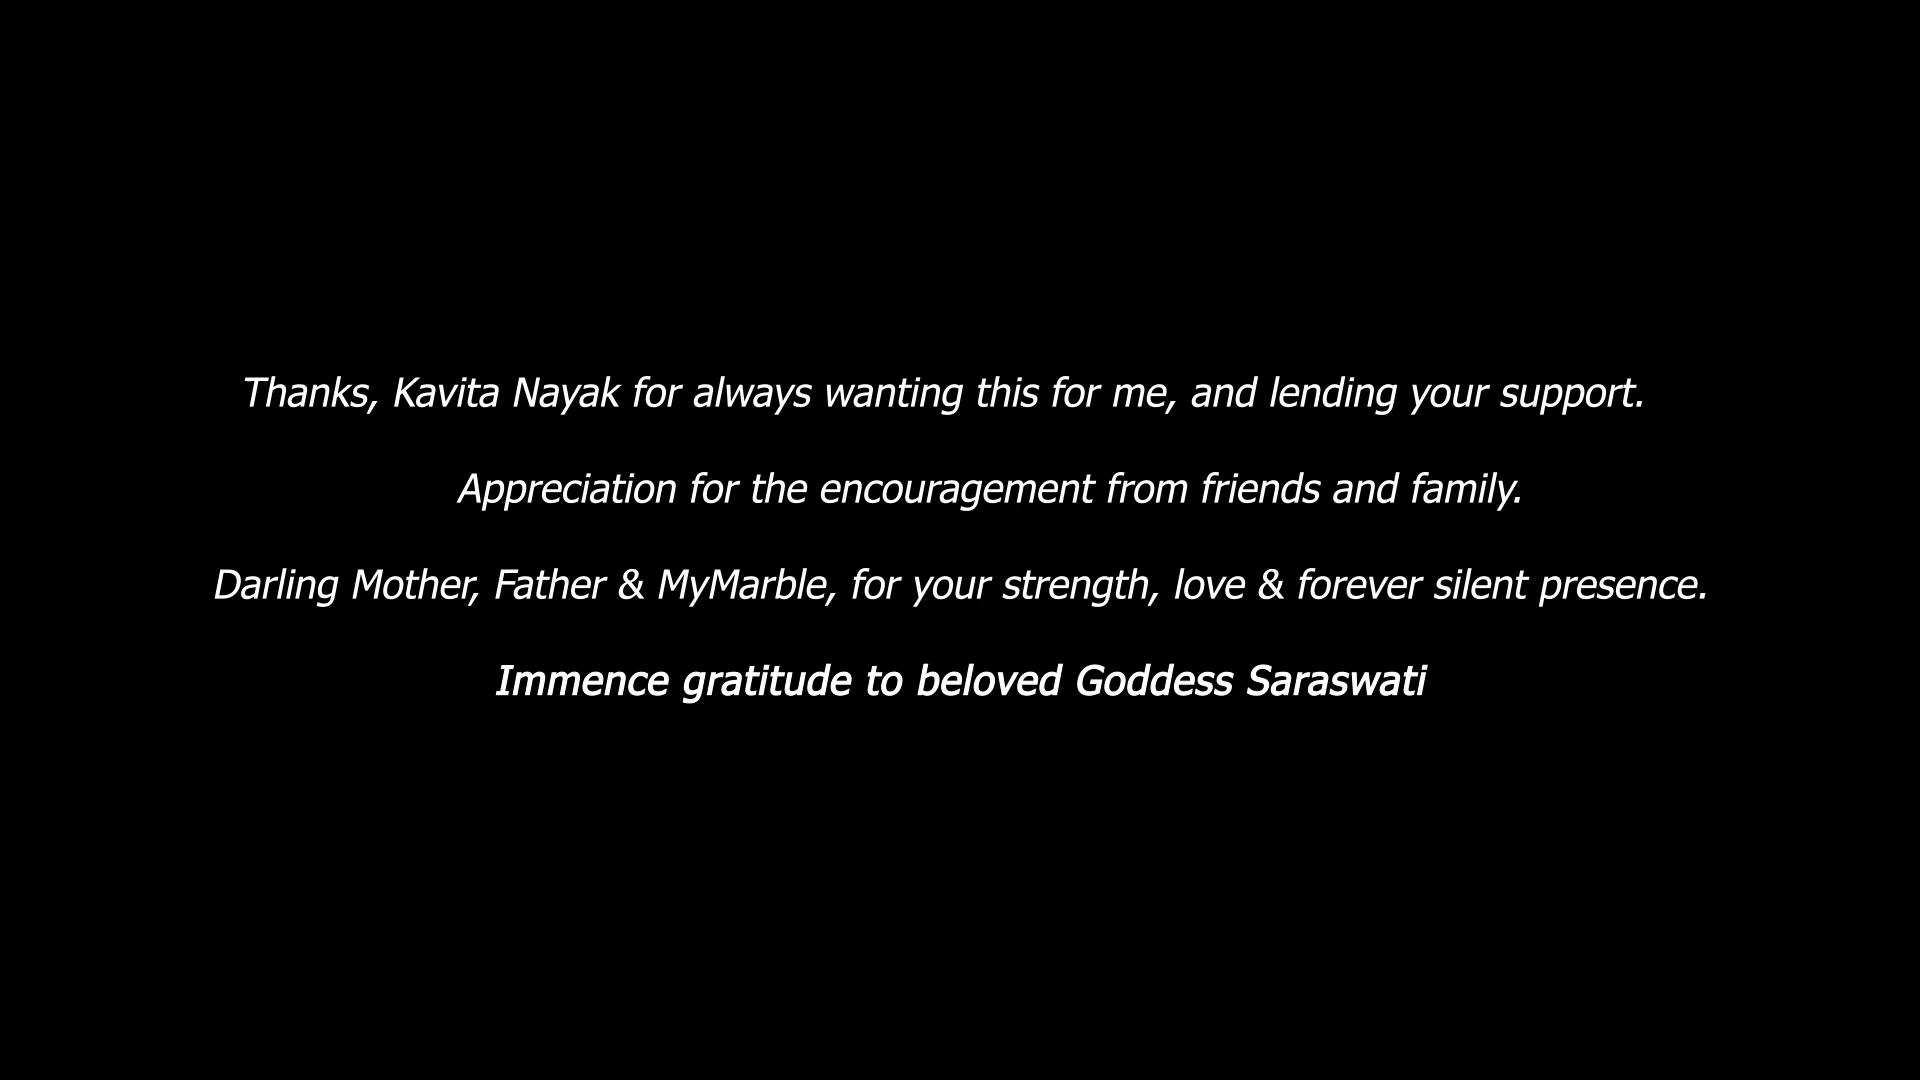 Thanks, Kavita Nayak for always wanting this for me, and lending your support.
Appreciation for the encouragement from friends and family.
Darling Mother, Father & MyMarble, for your strength, love & forever silent presence.
Immence gratitude to beloved Goddess Saraswati